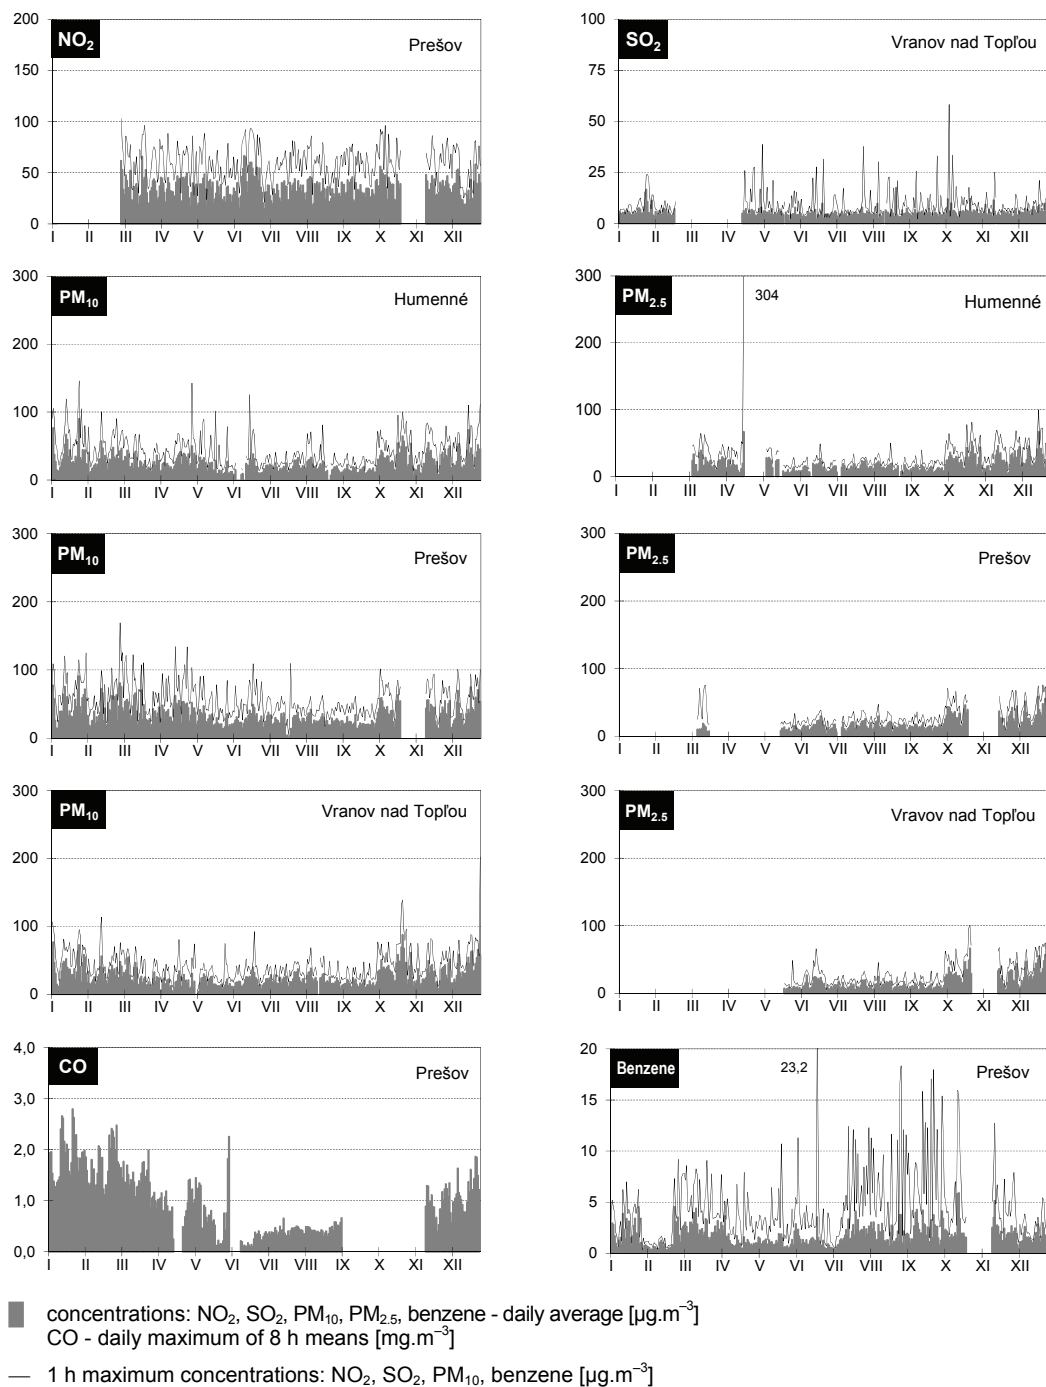 NO₂
Prešov
200
150
100
50
0
I II III IV V VI VII VIII IX X XI XII
SO₂
Vranov nad Topľou
100
75
50
25
0
I II III IV V VI VII VIII IX X XI XII
PM₁₀
Humenné
300
200
100
0
I II III IV V VI VII VIII IX X XI XII
PM₂.₅
304
Humenné
300
200
100
0
I II III IV V VI VII VIII IX X XI XII
PM₁₀
Prešov
300
200
100
0
I II III IV V VI VII VIII IX X XI XII
PM₂.₅
Prešov
300
200
100
0
I II III IV V VI VII VIII IX X XI XII
PM₁₀
Vranov nad Topľou
300
200
100
0
I II III IV V VI VII VIII IX X XI XII
PM₂.₅
Vravov nad Topľou
300
200
100
0
I II III IV V VI VII VIII IX X XI XII
CO
Prešov
4,0
3,0
2,0
1,0
0,0
I II III IV V VI VII VIII IX X XI XII
Benzene
23,2
Prešov
20
15
10
5
0
I II III IV V VI VII VIII IX X XI XII
concentrations: NO₂, SO₂, PM₁₀, PM₂.₅, benzene - daily average [µg.m⁻³]
CO - daily maximum of 8 h means [mg.m⁻³]
1 h maximum concentrations: NO₂, SO₂, PM₁₀, benzene [µg.m⁻³]